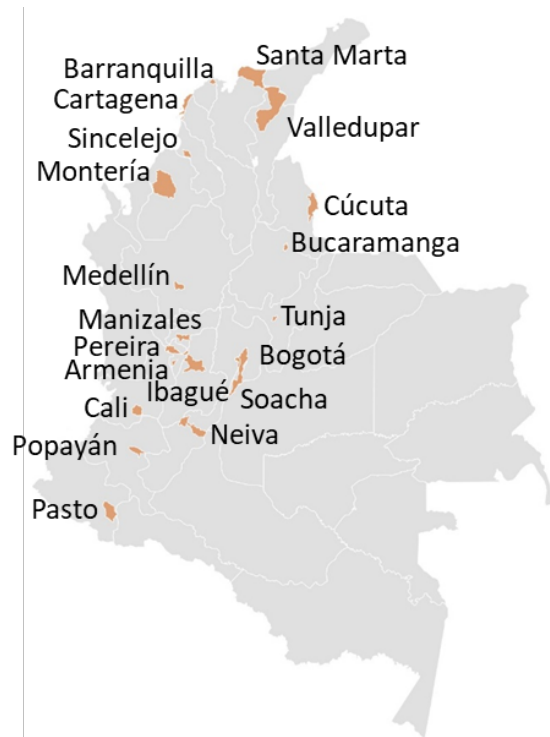 Santa Marta
Barranquilla
Cartagena
Valledupar
Sincelejo
Montería
Cúcuta
Bucaramanga
Medellín
Tunja
Manizales
Pereira
Bogotá
Armenia
Ibagué
Soacha
Cali
Neiva
Popayán
Pasto